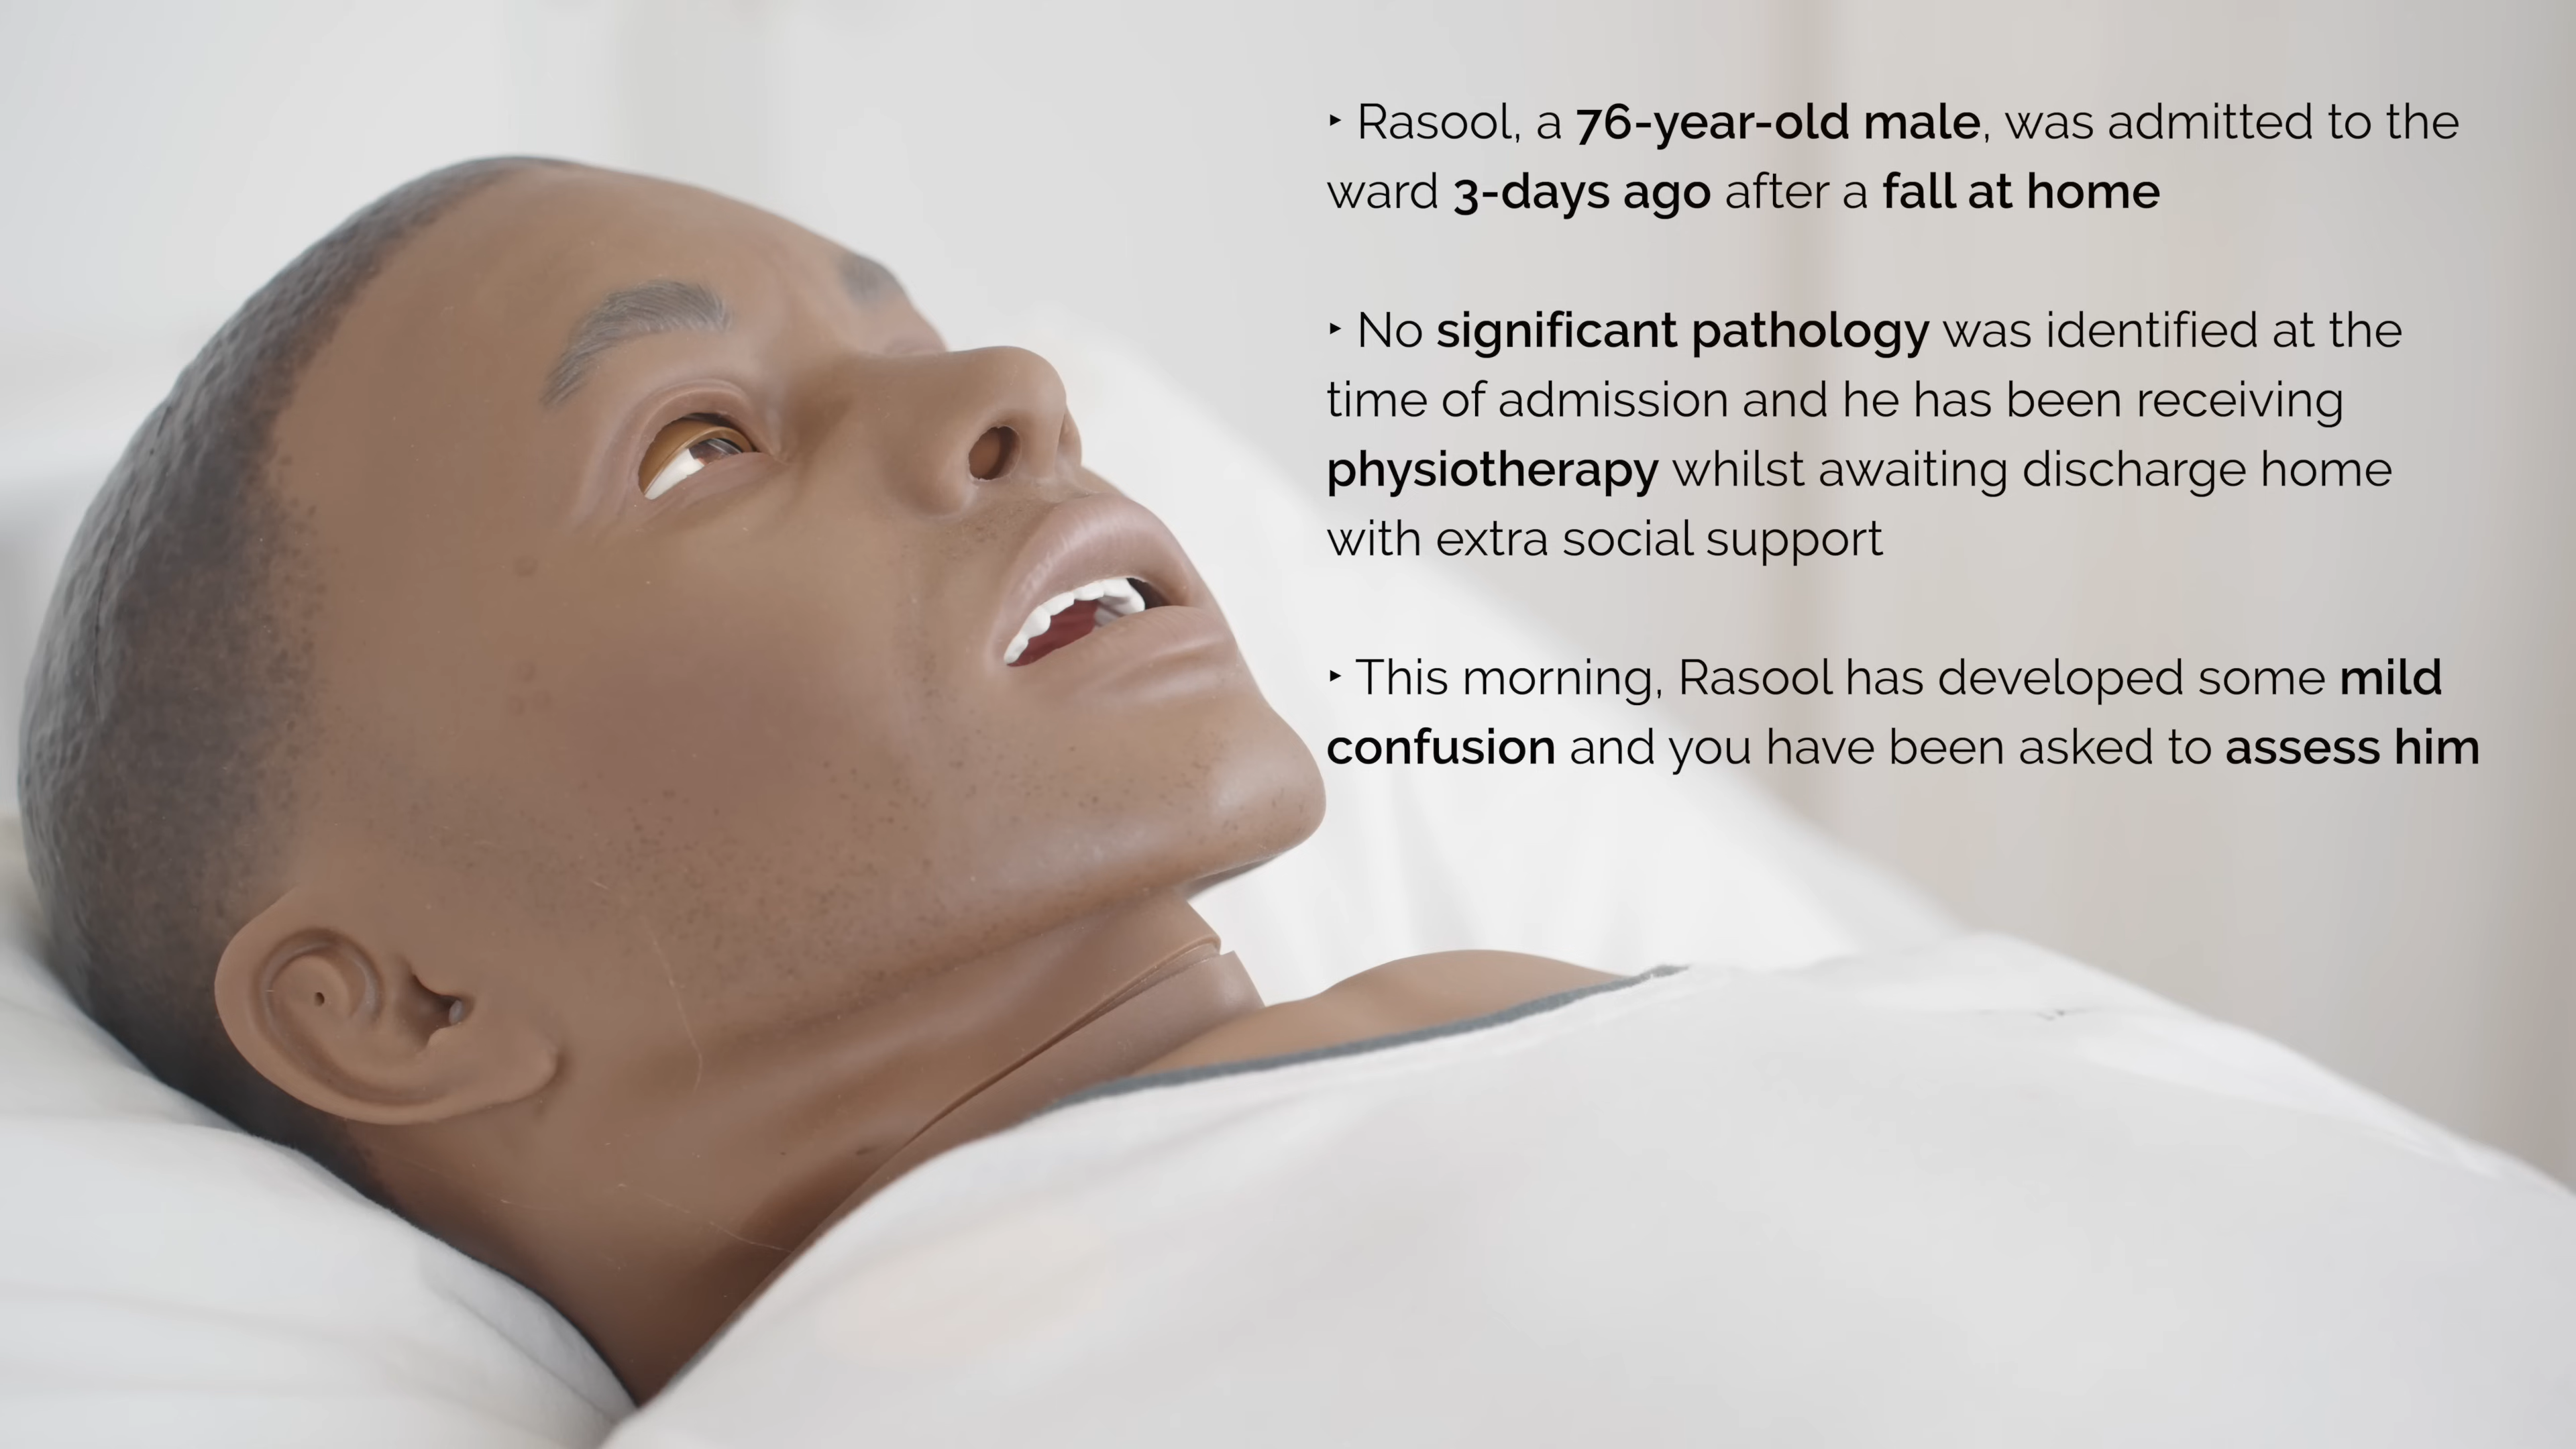 ‣ Rasool, a 76-year-old male, was admitted to the
ward 3-days ago after a fall at home
‣ No significant pathology was identified at the
time of admission and he has been receiving
physiotherapy whilst awaiting discharge home
with extra social support
‣ This morning, Rasool has developed some mild
confusion and you have been asked to assess him